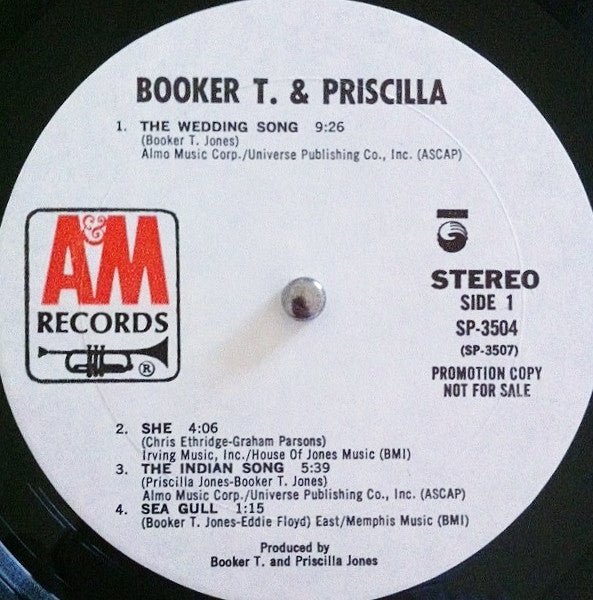 BOOKER T. & PRISCILLA
1. THE WEDDING SONG 9:26
(Booker T. Jones)
Almo Music Corp./Universe Publishing Co., Inc. (ASCAP)
A&M
RECORDS
®
STEREO
SIDE 1
SP-3504
(SP-3507)
PROMOTION COPY
NOT FOR SALE
2. SHE 4:06
(Chris Ethridge-Graham Parsons)
Irving Music, Inc./House Of Jones Music (BMI)
3. THE INDIAN SONG 5:39
(Priscilla Jones-Booker T. Jones)
Almo Music Corp./Universe Publishing Co., Inc. (ASCAP)
4. SEA GULL 1:15
(Booker T. Jones-Eddie Floyd) East/Memphis Music (BMI)
Produced by
Booker T. and Priscilla Jones